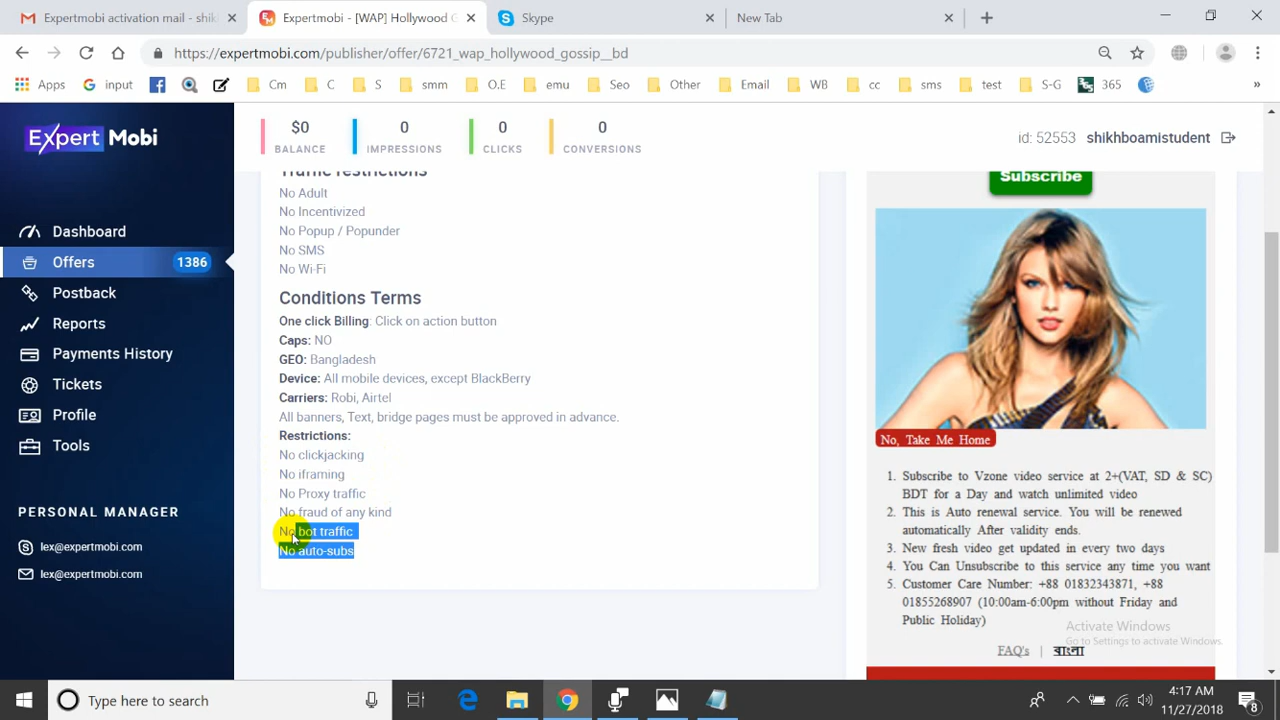 Expertmobi activation mail - shik
Expertmobi - [WAP] Hollywood G
Skype
New Tab
https://expertmobi.com/publisher/offer/6721_wap_hollywood_gossip__bd
Apps
input
Cm
C
S
smm
O.E
emu
Seo
Other
Email
WB
cc
sms
test
S-G
365
»
Expert Mobi
$0
BALANCE
0
IMPRESSIONS
0
CLICKS
0
CONVERSIONS
id: 52553 shikhboamistudent
Dashboard
Offers 1386
Postback
Reports
Payments History
Tickets
Profile
Tools
PERSONAL MANAGER
lex@expertmobi.com
lex@expertmobi.com
Traffic restrictions
No Adult
No Incentivized
No Popup / Popunder
No SMS
No Wi-Fi
Conditions Terms
One click Billing: Click on action button
Caps: NO
GEO: Bangladesh
Device: All mobile devices, except BlackBerry
Carriers: Robi, Airtel
All banners, Text, bridge pages must be approved in advance.
Restrictions:
No clickjacking
No iframing
No Proxy traffic
No fraud of any kind
No bot traffic
No auto-subs
Subscribe
No, Take Me Home
1. Subscribe to Vzone video service at 2+(VAT, SD & SC)
BDT for a Day and watch unlimited video
2. This is Auto renewal service. You will be renewed
automatically After validity ends.
3. New fresh video get updated in every two days
4. You Can Unsubscribe to this service any time you want
5. Customer Care Number: +88 01832343871, +88
01855268907 (10:00am-6:00pm without Friday and
Public Holiday)
FAQ's | বাংলা
Activate Windows
Go to Settings to activate Windows.
Type here to search
4:17 AM
11/27/2018
8